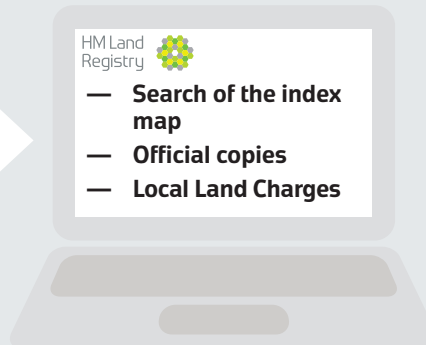 HM Land
Registry
— Search of the index
map
— Official copies
— Local Land Charges